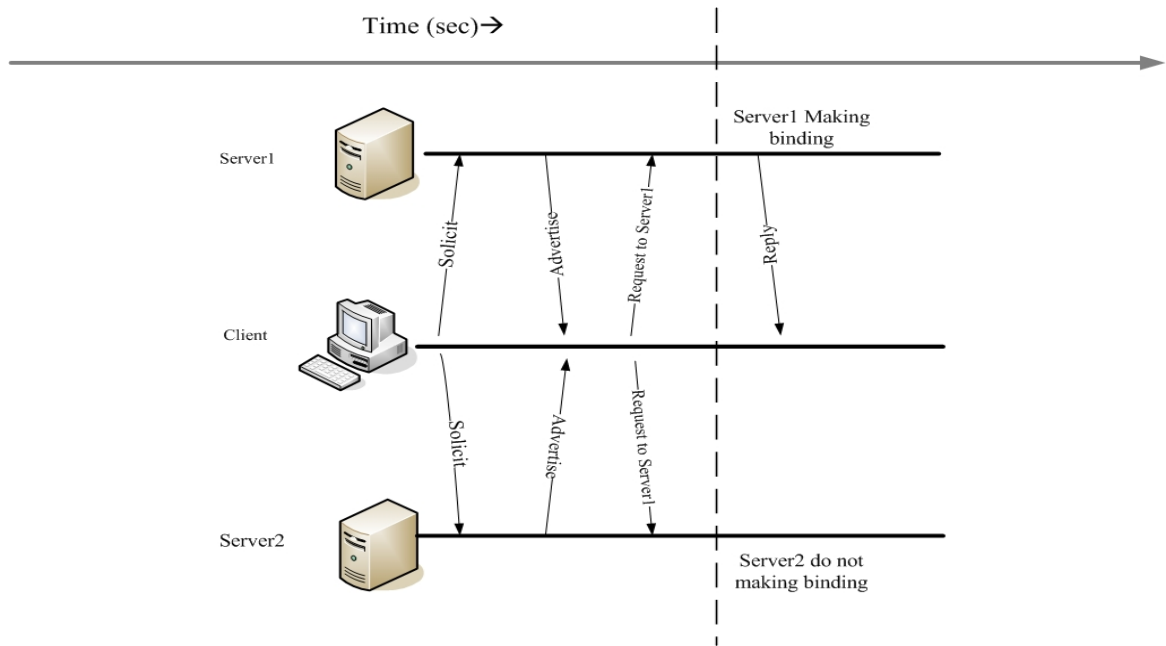 Time (sec)→
Server1 Making
binding
Server1
Solicit
Advertise
Request to Server1
Reply
Client
Solicit
Advertise
Request to Server1
Server2
Server2 do not
making binding